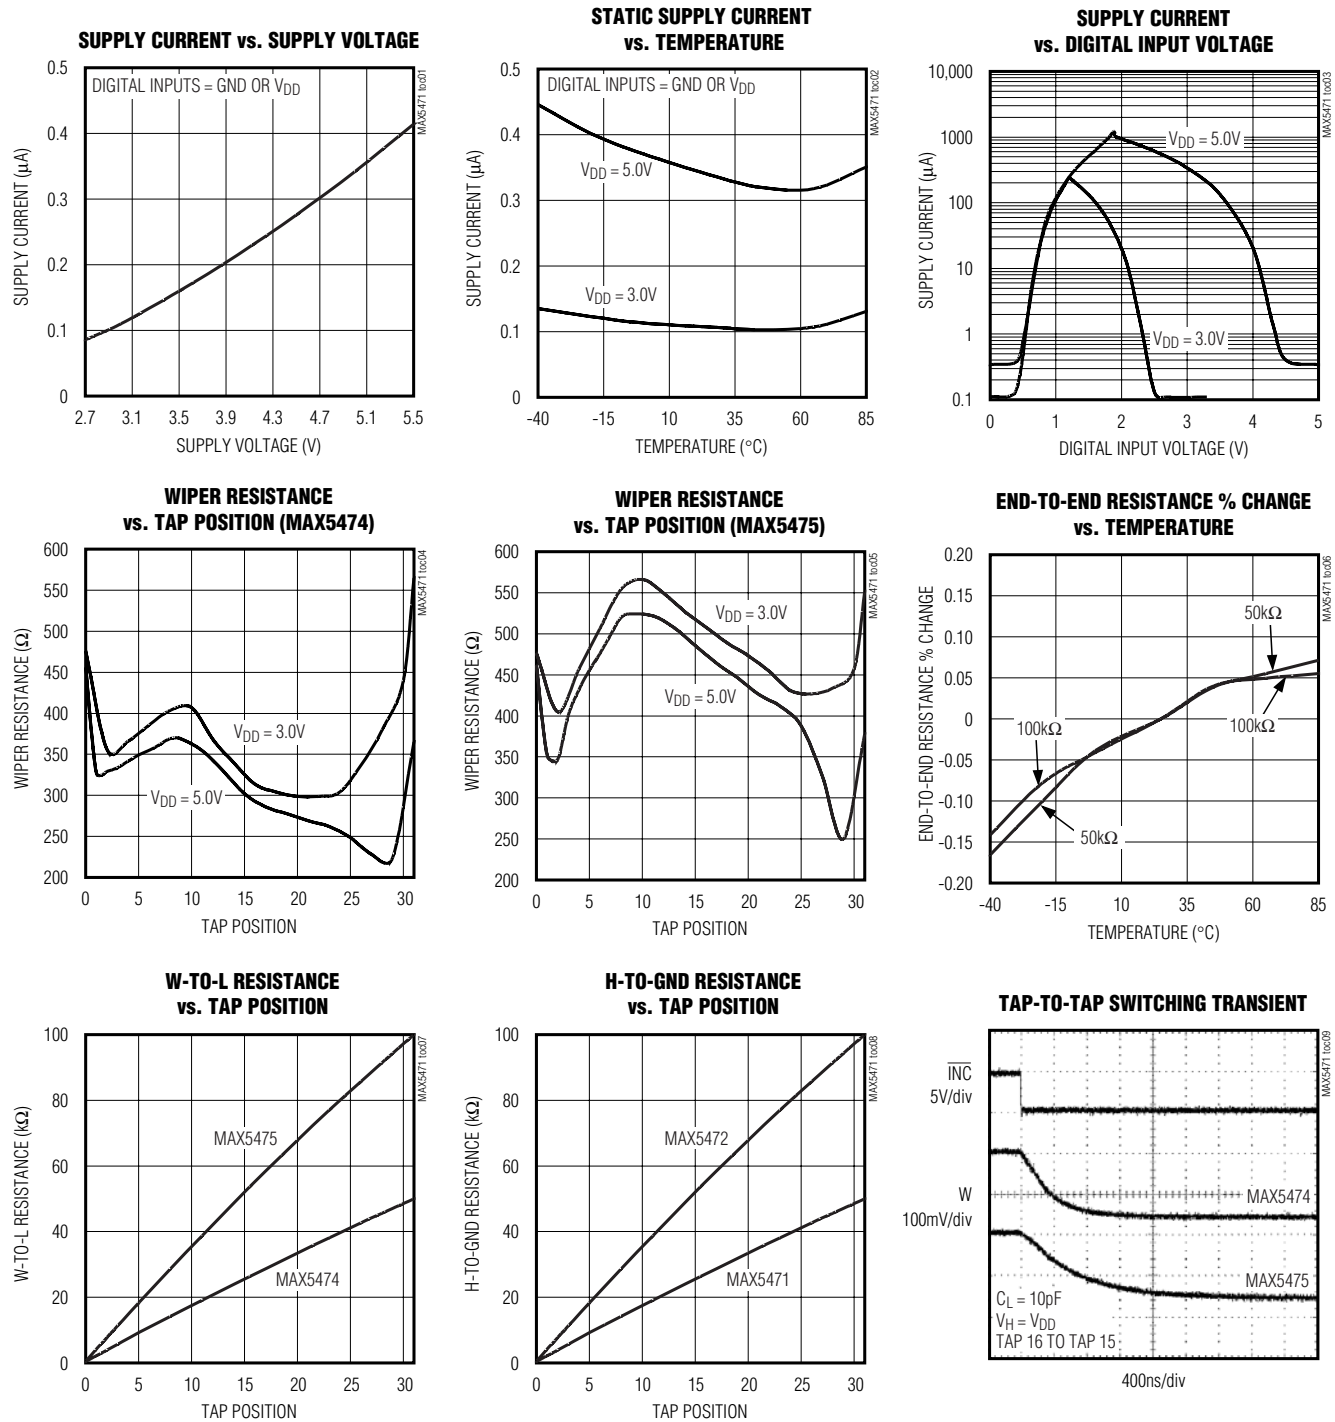 SUPPLY CURRENT vs. SUPPLY VOLTAGE
DIGITAL INPUTS = GND OR VDD
MAX5471 toc01
SUPPLY CURRENT (µA)
0.5
0.4
0.3
0.2
0.1
0
2.7 3.1 3.5 3.9 4.3 4.7 5.1 5.5
SUPPLY VOLTAGE (V)
STATIC SUPPLY CURRENT
vs. TEMPERATURE
DIGITAL INPUTS = GND OR VDD
MAX5471 toc02
SUPPLY CURRENT (µA)
0.5
0.4
0.3
0.2
0.1
0
VDD = 5.0V
VDD = 3.0V
-40 -15 10 35 60 85
TEMPERATURE (°C)
SUPPLY CURRENT
vs. DIGITAL INPUT VOLTAGE
MAX5471 toc03
SUPPLY CURRENT (µA)
10,000
1000
100
10
1
0.1
VDD = 5.0V
VDD = 3.0V
0 1 2 3 4 5
DIGITAL INPUT VOLTAGE (V)
WIPER RESISTANCE
vs. TAP POSITION (MAX5474)
MAX5471 toc04
WIPER RESISTANCE (Ω)
600
550
500
450
400
350
300
250
200
VDD = 3.0V
VDD = 5.0V
0 5 10 15 20 25 30
TAP POSITION
WIPER RESISTANCE
vs. TAP POSITION (MAX5475)
MAX5471 toc05
WIPER RESISTANCE (Ω)
600
550
500
450
400
350
300
250
200
VDD = 3.0V
VDD = 5.0V
0 5 10 15 20 25 30
TAP POSITION
END-TO-END RESISTANCE % CHANGE
vs. TEMPERATURE
MAX5471 toc06
END-TO-END RESISTANCE % CHANGE
0.20
0.15
0.10
0.05
0
-0.05
-0.10
-0.15
-0.20
50kΩ
100kΩ
100kΩ
50kΩ
-40 -15 10 35 60 85
TEMPERATURE (°C)
W-TO-L RESISTANCE
vs. TAP POSITION
MAX5471 toc07
W-TO-L RESISTANCE (kΩ)
100
80
60
40
20
0
MAX5475
MAX5474
0 5 10 15 20 25 30
TAP POSITION
H-TO-GND RESISTANCE
vs. TAP POSITION
MAX5471 toc08
H-TO-GND RESISTANCE (kΩ)
100
80
60
40
20
0
MAX5472
MAX5471
0 5 10 15 20 25 30
TAP POSITION
TAP-TO-TAP SWITCHING TRANSIENT
MAX5471 toc09
INC
5V/div
W
100mV/div
MAX5474
MAX5475
CL = 10pF
VH = VDD
TAP 16 TO TAP 15
400ns/div